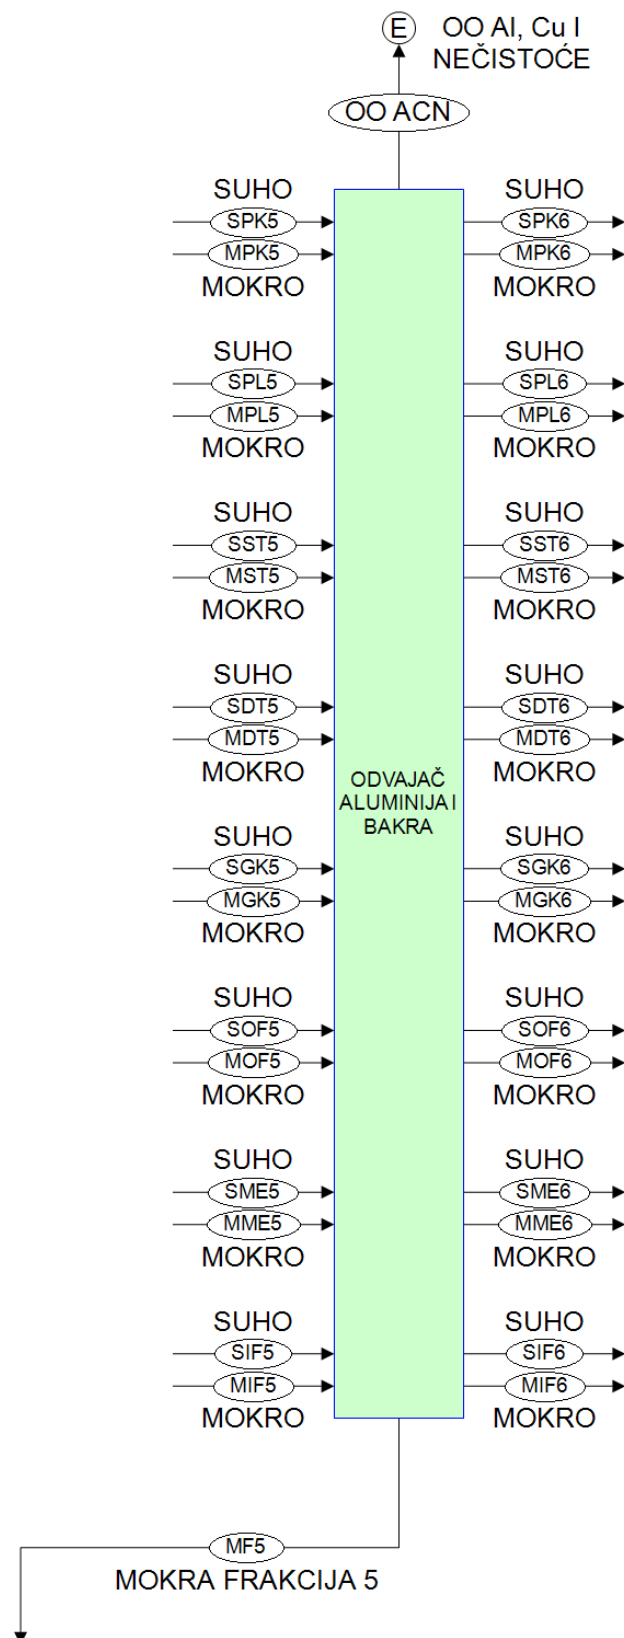 E
OO Al, Cu I
NEČISTOĆE
OO ACN
SUHO SUHO
SPK5 SPK6
MPK5 MPK6
MOKRO MOKRO
SUHO SUHO
SPL5 SPL6
MPL5 MPL6
MOKRO MOKRO
SUHO SUHO
SST5 SST6
MST5 MST6
MOKRO MOKRO
SUHO SUHO
SDT5 SDT6
MDT5 MDT6
MOKRO MOKRO
ODVAJAČ
ALUMINIJA I
BAKRA
SUHO SUHO
SGK5 SGK6
MGK5 MGK6
MOKRO MOKRO
SUHO SUHO
SOF5 SOF6
MOF5 MOF6
MOKRO MOKRO
SUHO SUHO
SME5 SME6
MME5 MME6
MOKRO MOKRO
SUHO SUHO
SIF5 SIF6
MIF5 MIF6
MOKRO MOKRO
MF5
MOKRA FRAKCIJA 5